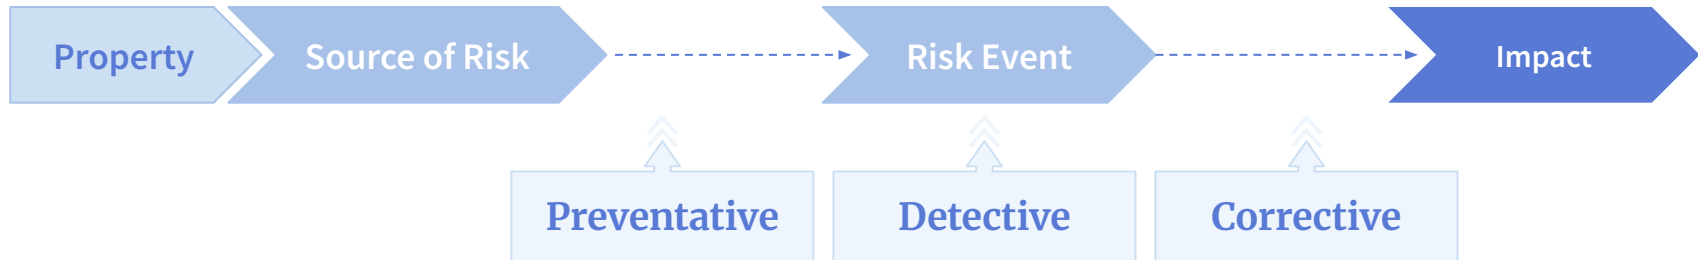 Property
Source of Risk
Risk Event
Impact
Preventative
Detective
Corrective